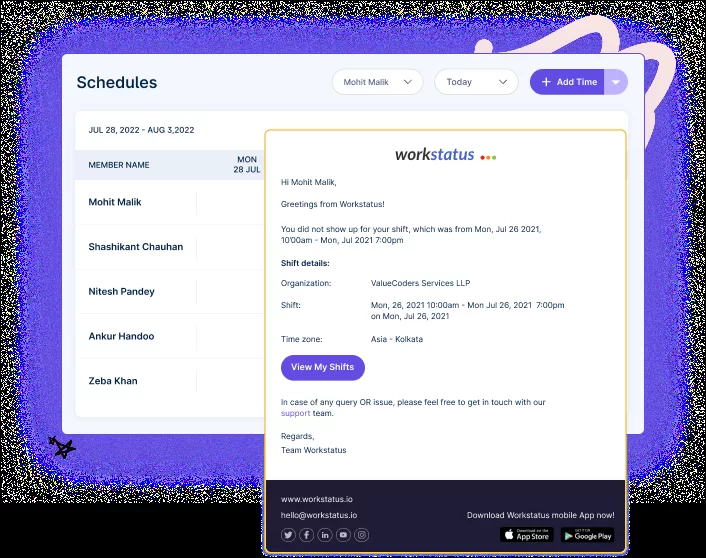 Schedules
Mohit Malik
Today
+ Add Time
JUL 28, 2022 - AUG 3,2022
MEMBER NAME
MON
28 JUL
Mohit Malik
Shashikant Chauhan
Nitesh Pandey
Ankur Handoo
Zeba Khan
workstatus
Hi Mohit Malik,
Greetings from Workstatus!
You did not show up for your shift, which was from Mon, Jul 26 2021,
10'00am - Mon, Jul 2021 7:00pm
Shift details:
Organization: ValueCoders Services LLP
Shift: Mon, 26, 2021 10:00am - Mon Jul 26, 2021 7:00pm
on Mon, Jul 26, 2021
Time zone: Asia - Kolkata
View My Shifts
In case of any query OR issue, please feel free to get in touch with our
support team.
Regards,
Team Workstatus
www.workstatus.io
hello@workstatus.io
Download Workstatus mobile App now!
Download on the
App Store
GET IT ON
Google Play